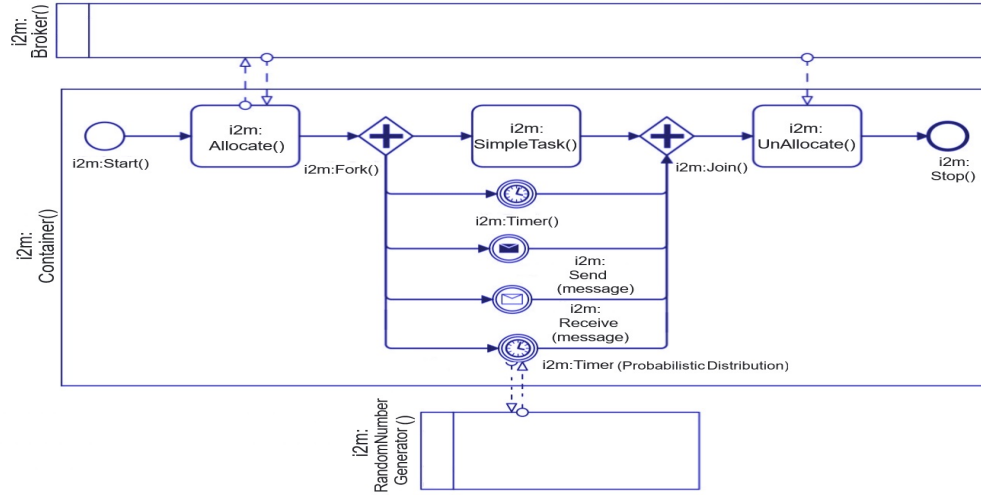 i2m:
Broker()
i2m:
Container()
i2m:Start()
i2m:
Allocate()
i2m:Fork()
i2m:
SimpleTask()
i2m:Join()
i2m:
UnAllocate()
i2m:
Stop()
i2m:Timer()
i2m:
Send
(message)
i2m:
Receive
(message)
i2m:Timer (Probabilistic Distribution)
i2m:
RandomNumber
Generator ()